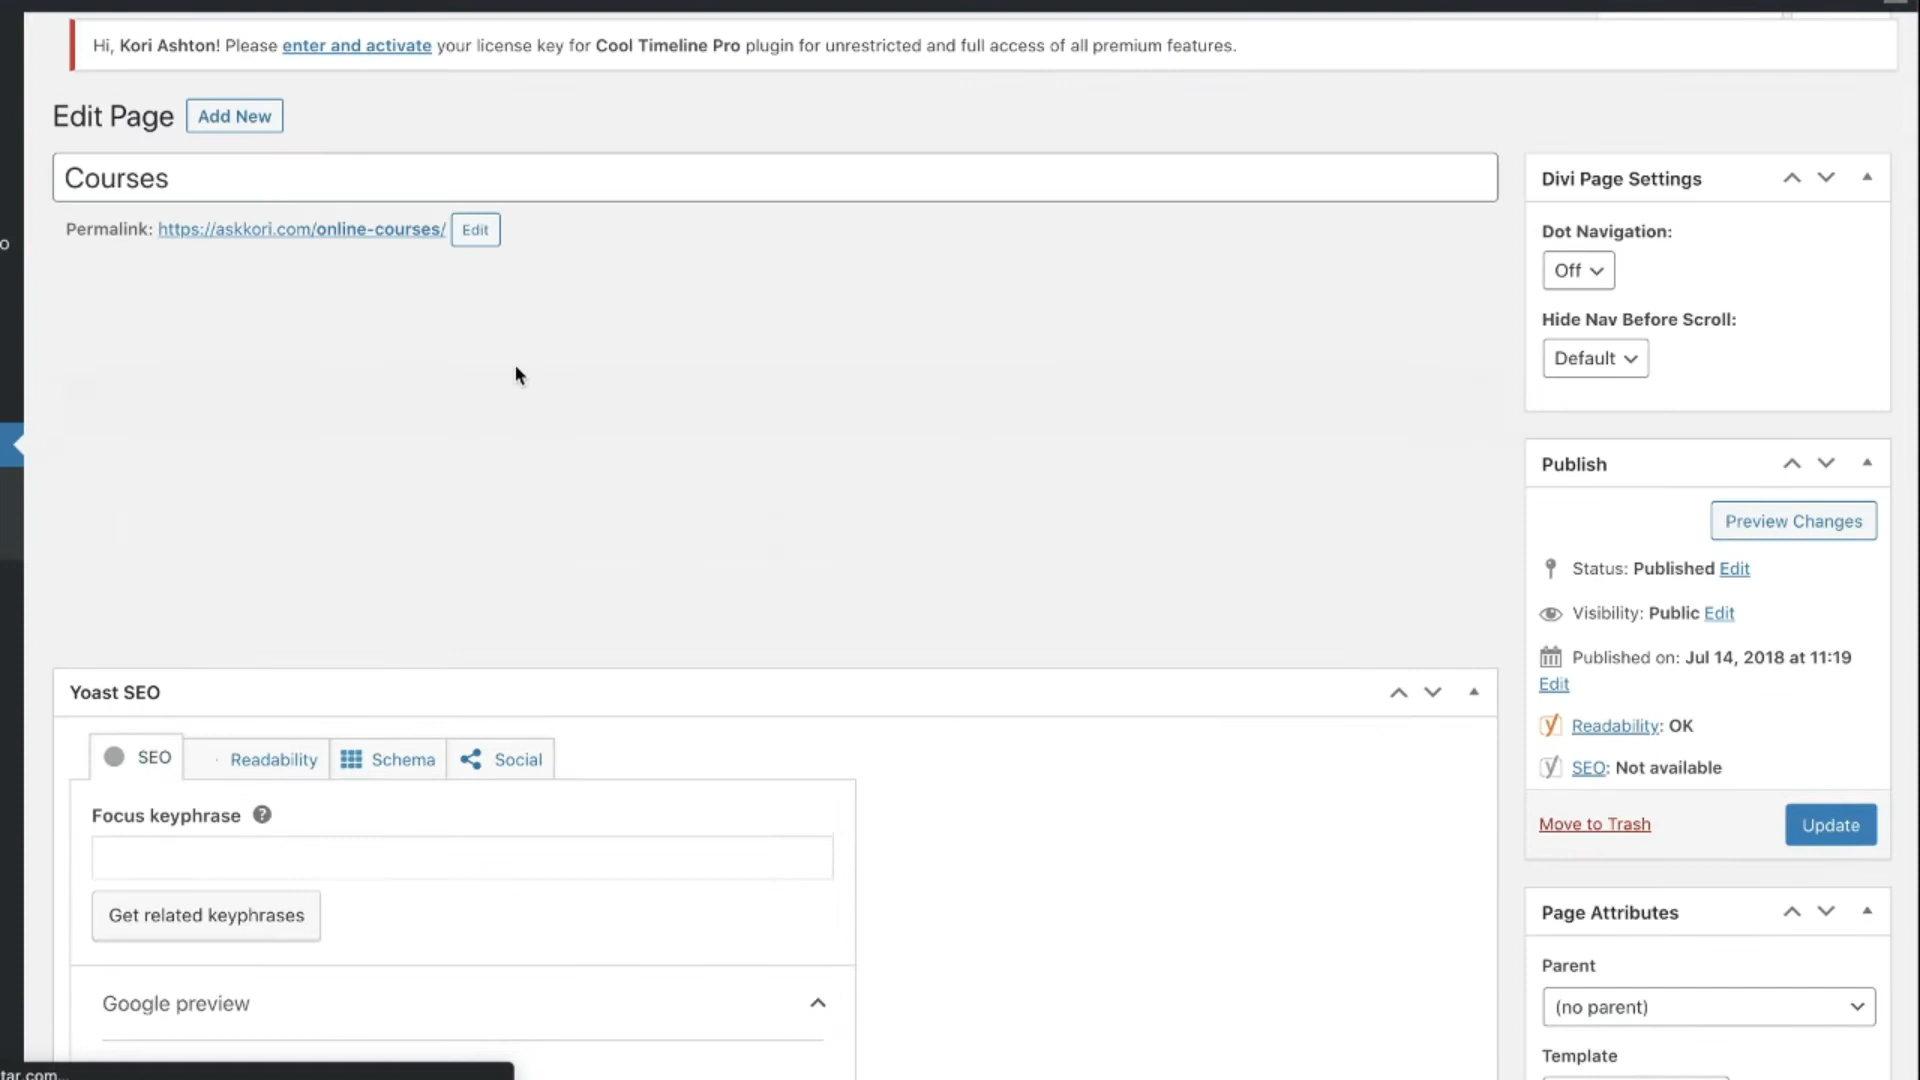 Hi, Kori Ashton! Please enter and activate your license key for Cool Timeline Pro plugin for unrestricted and full access of all premium features.
Edit Page Add New
Courses
Permalink: https://askkori.com/online-courses/ Edit
Divi Page Settings
Dot Navigation:
Off
Hide Nav Before Scroll:
Default
Publish
Preview Changes
Status: Published Edit
Visibility: Public Edit
Published on: Jul 14, 2018 at 11:19
Edit
Readability: OK
SEO: Not available
Move to Trash Update
Page Attributes
Parent
(no parent)
Template
Yoast SEO
SEO Readability Schema Social
Focus keyphrase
Get related keyphrases
Google preview
tar.com...
o